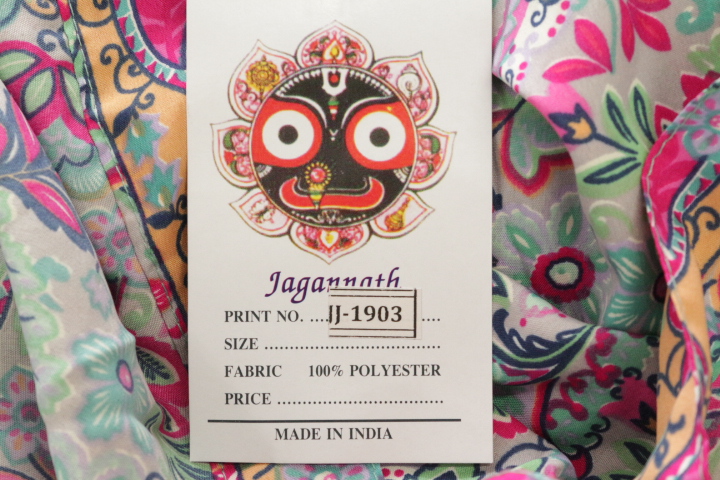 Jagannath
PRINT NO. ....JJ-1903.....
SIZE ..........................................
FABRIC 100% POLYESTER
PRICE .......................................
MADE IN INDIA